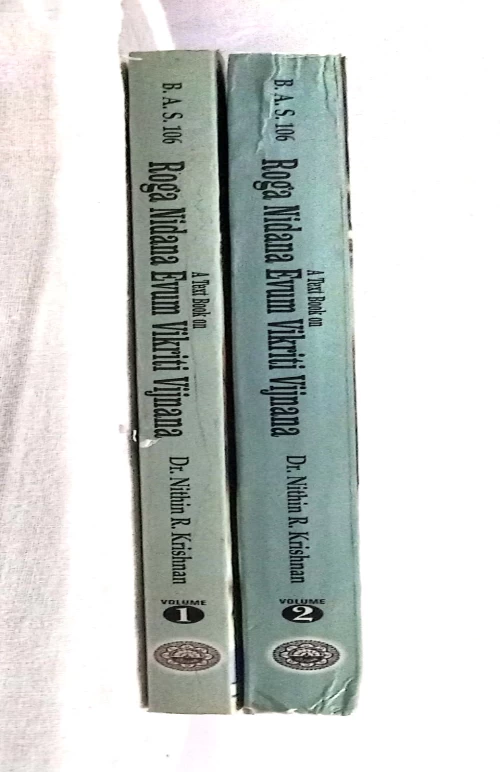 B. A. S. 106
A Text Book on
Roga Nidana Evum Vikriti Vijnana
Dr. Nithin R. Krishnan
VOLUME
1
B. A. S. 106
A Text Book on
Roga Nidana Evum Vikriti Vijnana
Dr. Nithin R. Krishnan
VOLUME
2